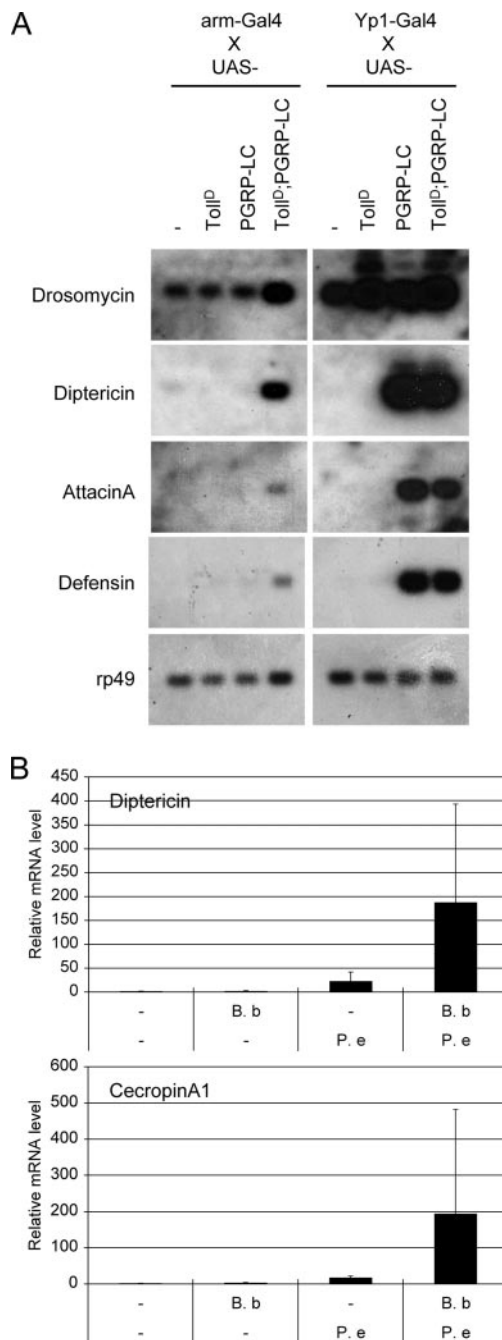 A
arm-Gal4 X UAS-
Yp1-Gal4 X UAS-
- Toll^D PGRP-LC Toll^D;PGRP-LC
- Toll^D PGRP-LC Toll^D;PGRP-LC
Drosomycin
Diptericin
AttacinA
Defensin
rp49
B
Diptericin
Relative mRNA level
450
400
350
300
250
200
150
100
50
0
- B. b - B. b
- - P. e P. e
CecropinA1
Relative mRNA level
600
500
400
300
200
100
0
- B. b - B. b
- - P. e P. e